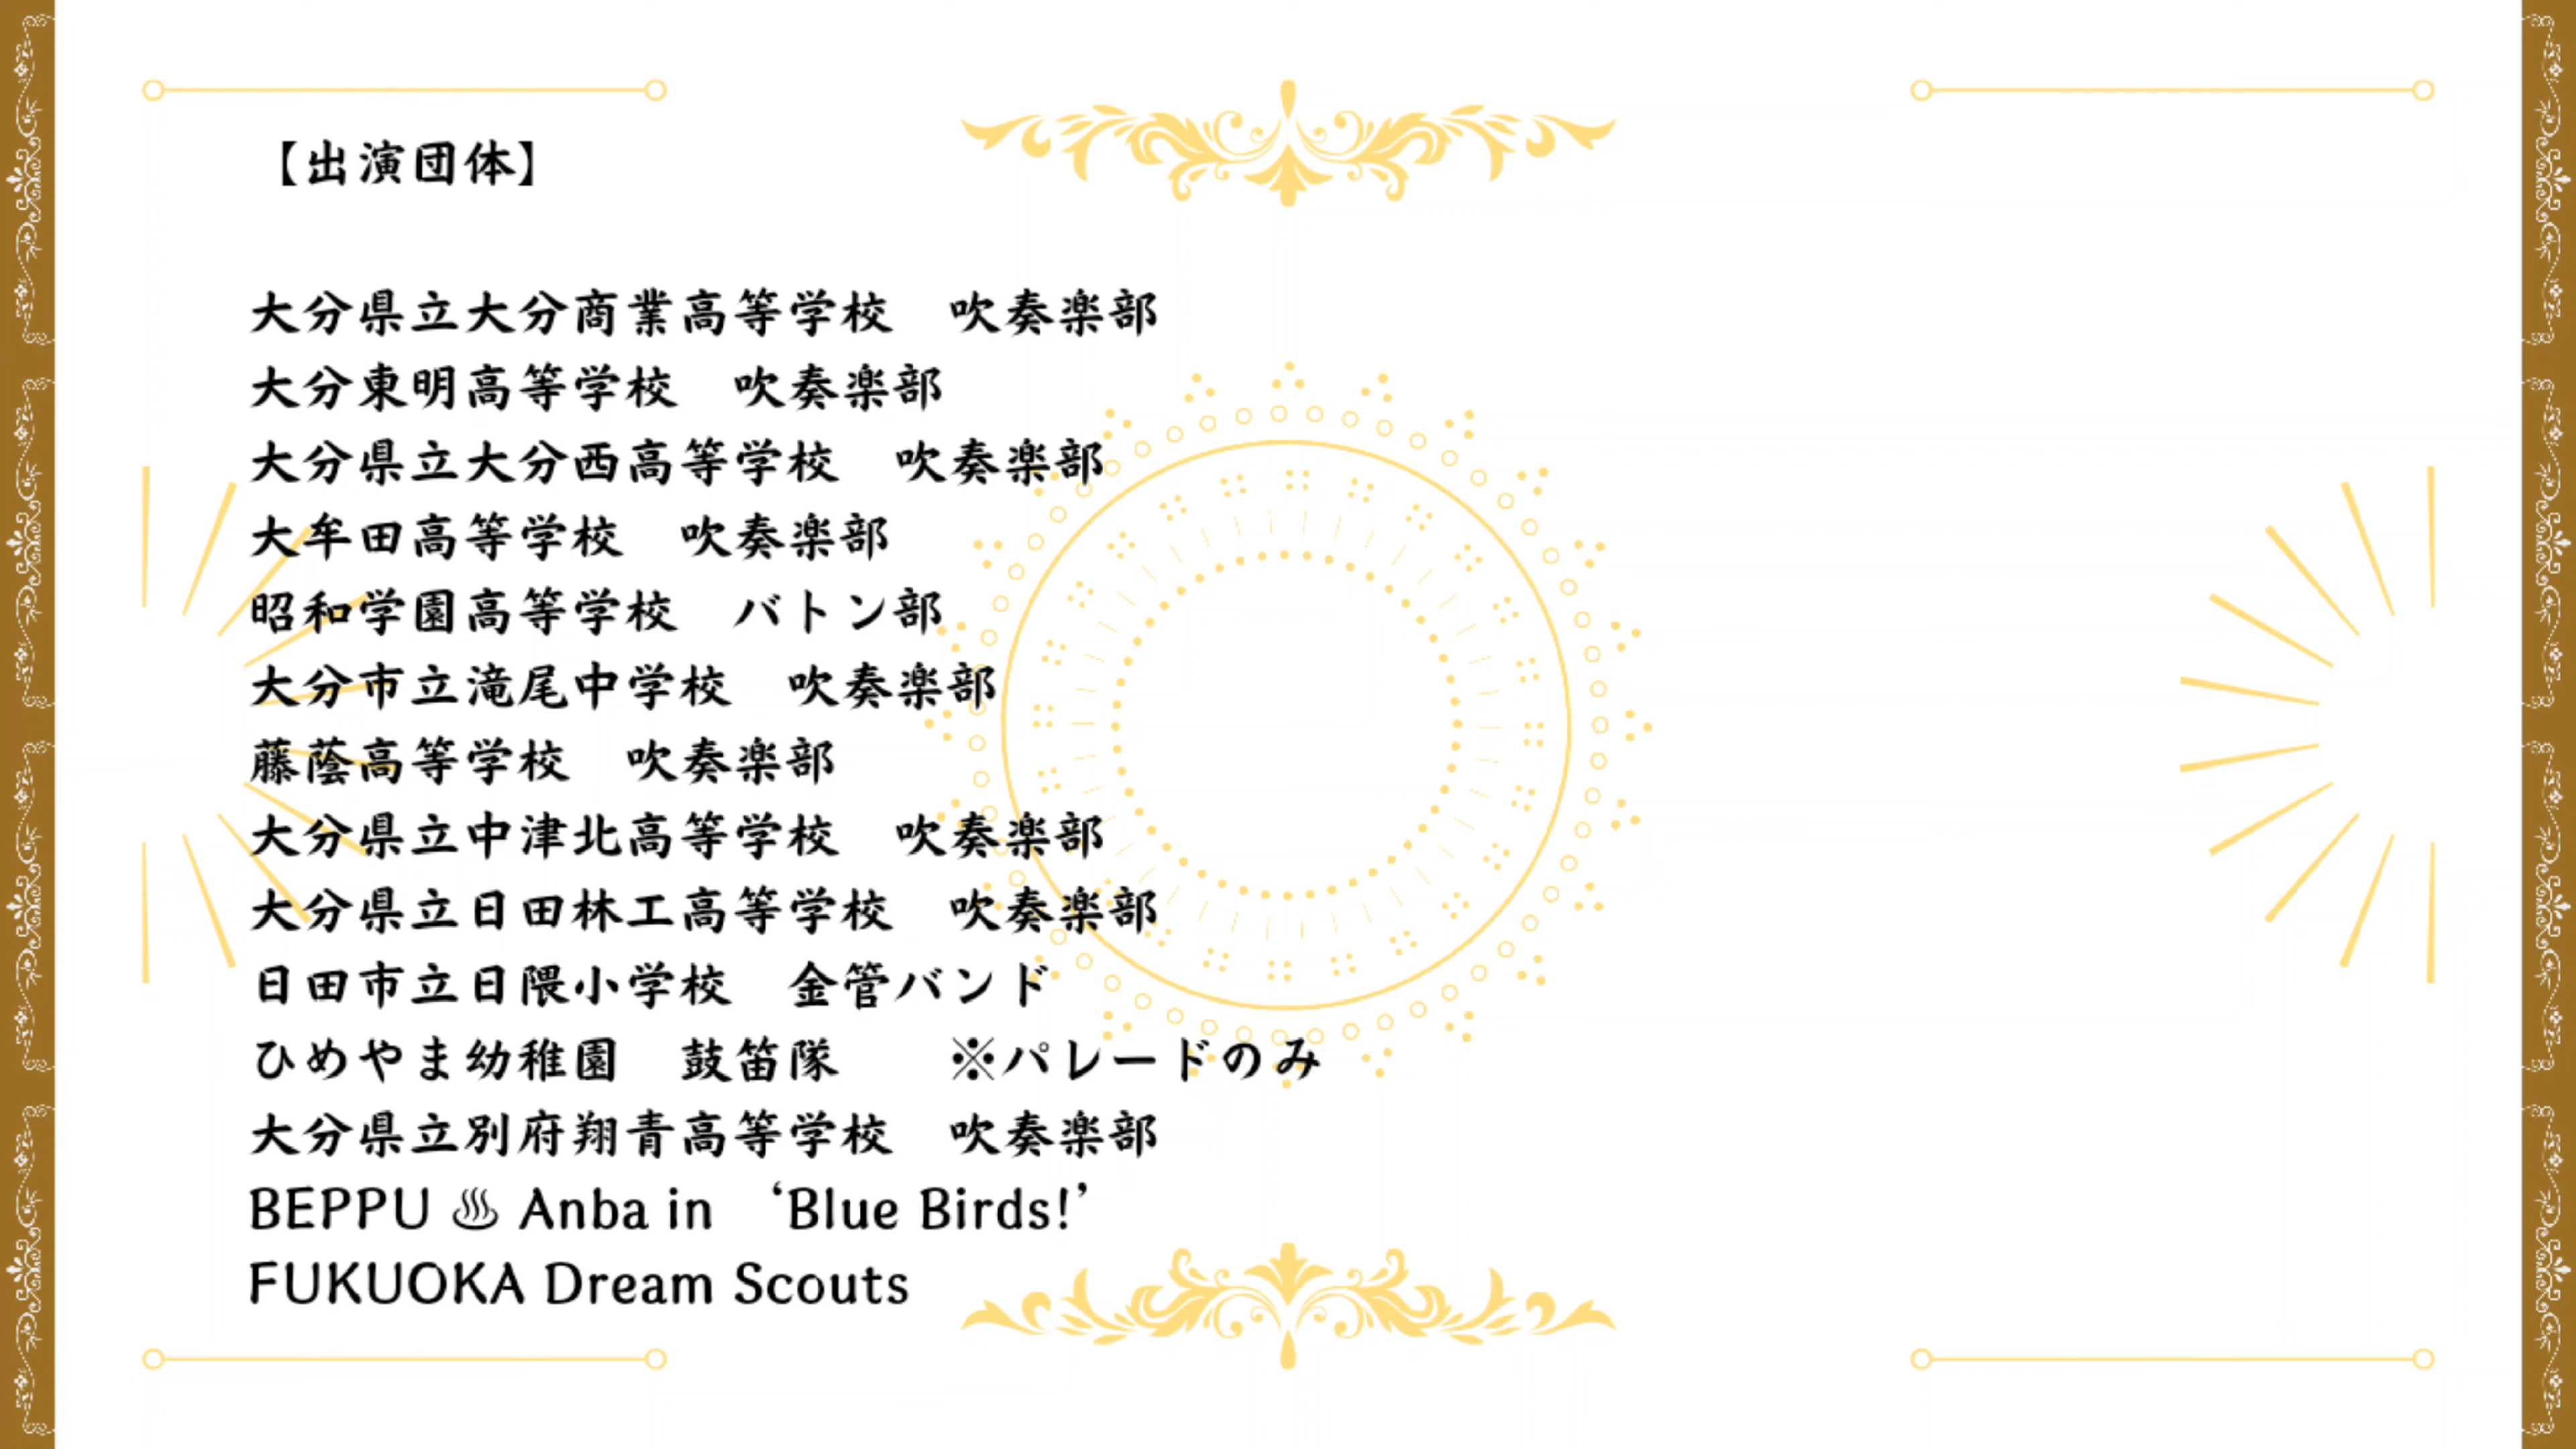 【出演団体】
大分県立大分商業高等学校　吹奏楽部
大分東明高等学校　吹奏楽部
大分県立大分西高等学校　吹奏楽部
大牟田高等学校　吹奏楽部
昭和学園高等学校　バトン部
大分市立滝尾中学校　吹奏楽部
藤蔭高等学校　吹奏楽部
大分県立中津北高等学校　吹奏楽部
大分県立日田林工高等学校　吹奏楽部
日田市立日隈小学校　金管バンド
ひめやま幼稚園　鼓笛隊　　※パレードのみ
大分県立別府翔青高等学校　吹奏楽部
BEPPU ♨ Anba in　‘Blue Birds!’
FUKUOKA Dream Scouts